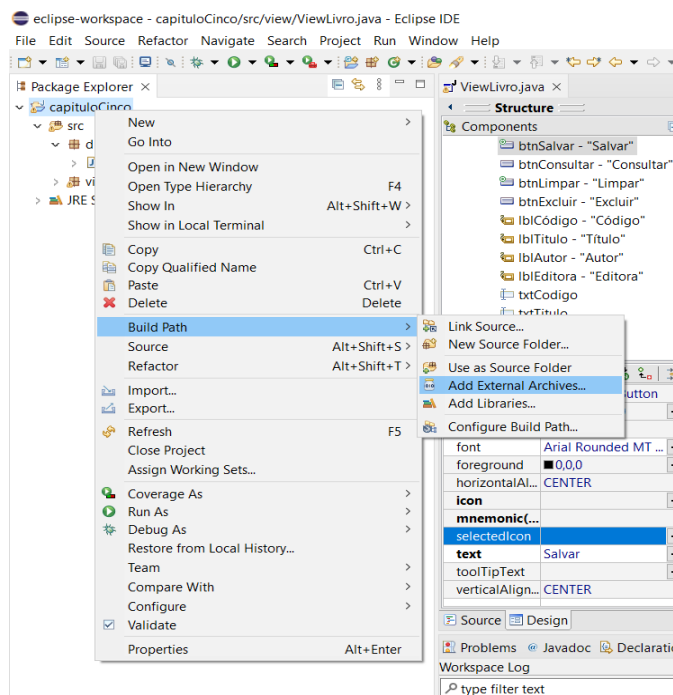 eclipse-workspace - capituloCinco/src/view/ViewLivro.java - Eclipse IDE
File Edit Source Refactor Navigate Search Project Run Window Help
Package Explorer
capituloCinco
src
d
J
vi
JRE S
New
Go Into
Open in New Window
Open Type Hierarchy F4
Show In Alt+Shift+W >
Show in Local Terminal
Copy Ctrl+C
Copy Qualified Name
Paste Ctrl+V
Delete Delete
Build Path
Source Alt+Shift+S >
Refactor Alt+Shift+T >
Import...
Export...
Refresh F5
Close Project
Assign Working Sets...
Coverage As
Run As
Debug As
Restore from Local History...
Team
Compare With
Configure
Validate
Properties Alt+Enter
Link Source...
New Source Folder...
Use as Source Folder
Add External Archives...
Add Libraries...
Configure Build Path...
ViewLivro.java
Structure
Components
btnSalvar - "Salvar"
btnConsultar - "Consultar"
btnLimpar - "Limpar"
btnExcluir - "Excluir"
lblCódigo - "Código"
lblTitulo - "Título"
lblAutor - "Autor"
lblEditora - "Editora"
txtCodigo
txtTitulo
utton
font Arial Rounded MT ...
foreground 0,0,0
horizontalAl... CENTER
icon
mnemonic(...
selectedIcon
text Salvar
toolTipText
verticalAlign... CENTER
Source Design
Problems @ Javadoc Declarati
Workspace Log
type filter text